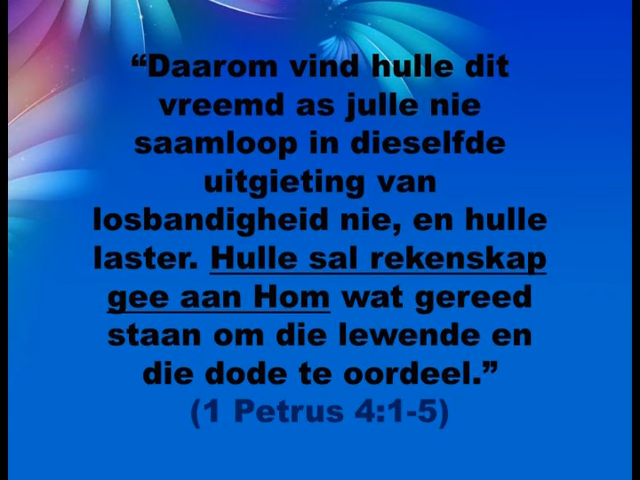 “Daarom vind hulle dit
vreemd as julle nie
saamloop in dieselfde
uitgieting van
losbandigheid nie, en hulle
laster. Hulle sal rekenskap
gee aan Hom wat gereed
staan om die lewende en
die dode te oordeel.”
(1 Petrus 4:1-5)